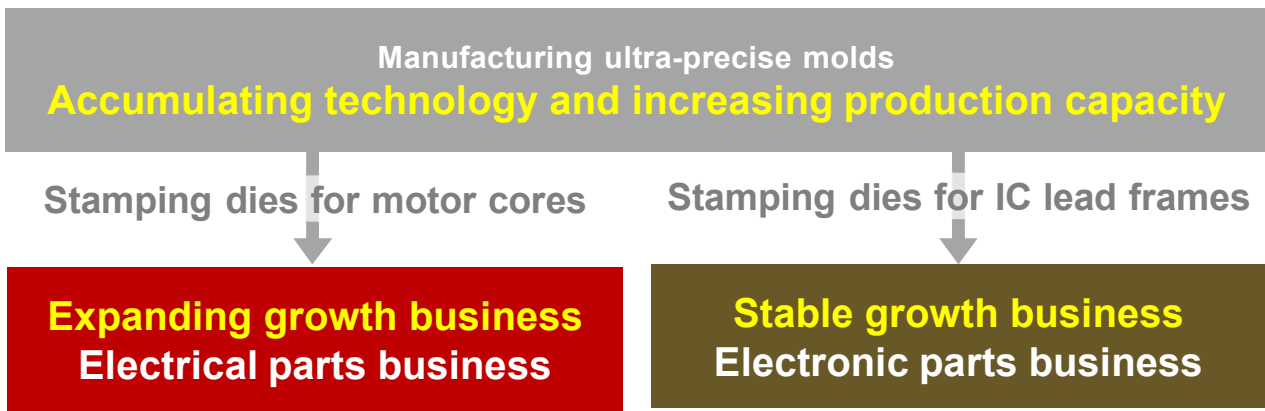 Manufacturing ultra-precise molds
Accumulating technology and increasing production capacity
Stamping dies for motor cores
Stamping dies for IC lead frames
Expanding growth business
Electrical parts business
Stable growth business
Electronic parts business